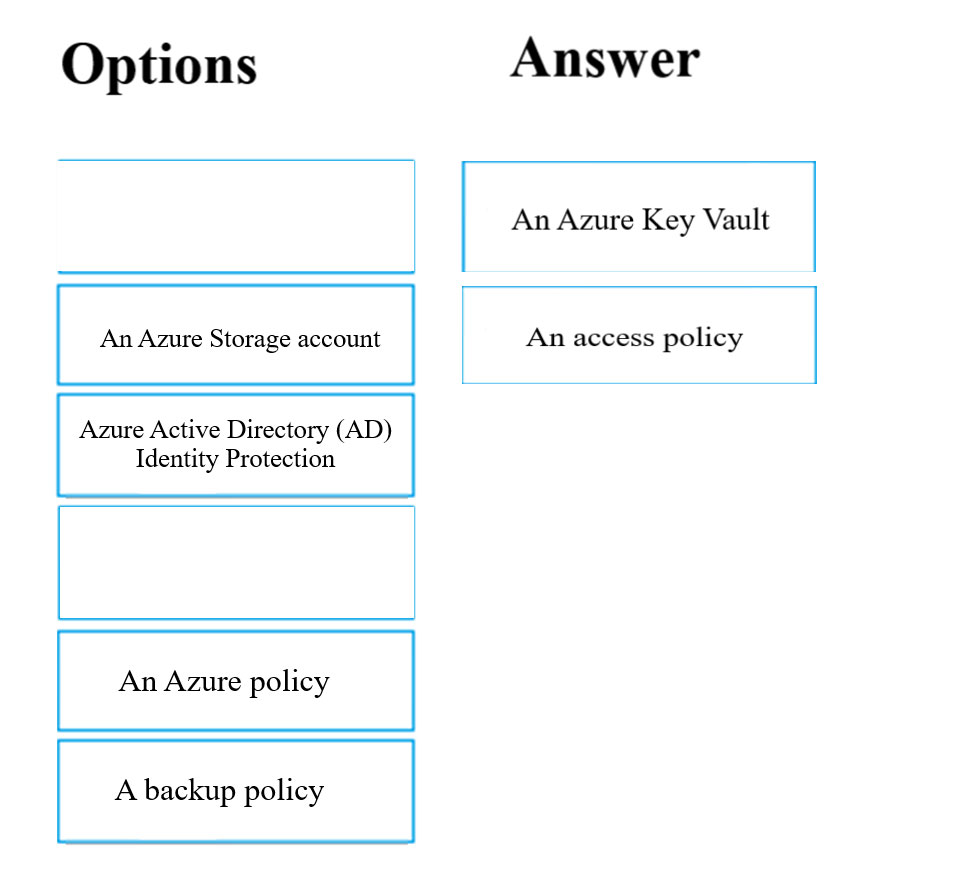 Options
Answer
An Azure Key Vault
An Azure Storage account
An access policy
Azure Active Directory (AD)
Identity Protection
An Azure policy
A backup policy